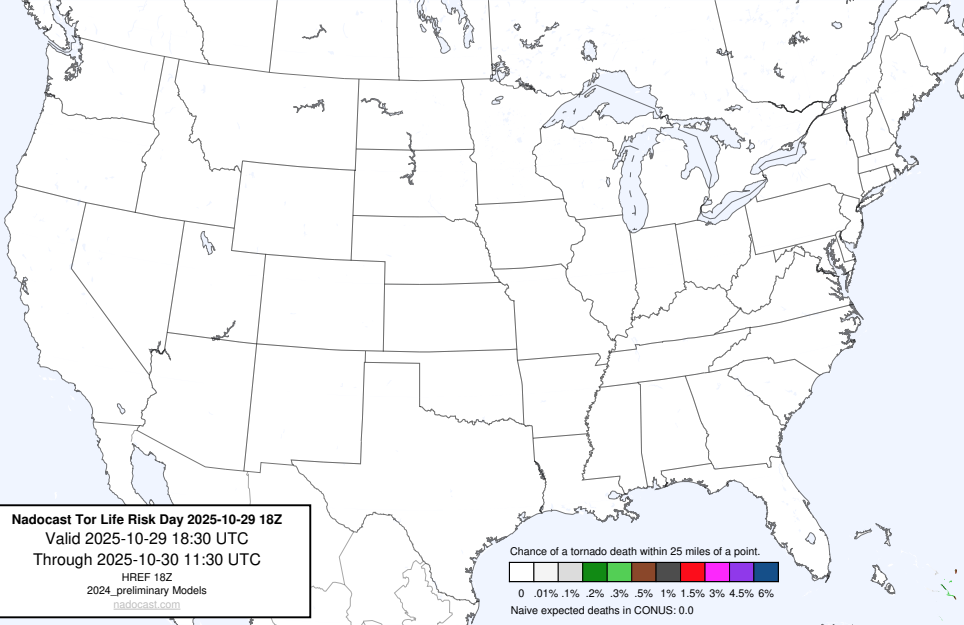 Nadocast Tor Life Risk Day 2025-10-29 18Z
Valid 2025-10-29 18:30 UTC
Through 2025-10-30 11:30 UTC
HREF 18Z
2024_preliminary Models
nadocast.com
Chance of a tornado death within 25 miles of a point.
0 .01% .1% .2% .3% .5% 1% 1.5% 3% 4.5% 6%
Naive expected deaths in CONUS: 0.0